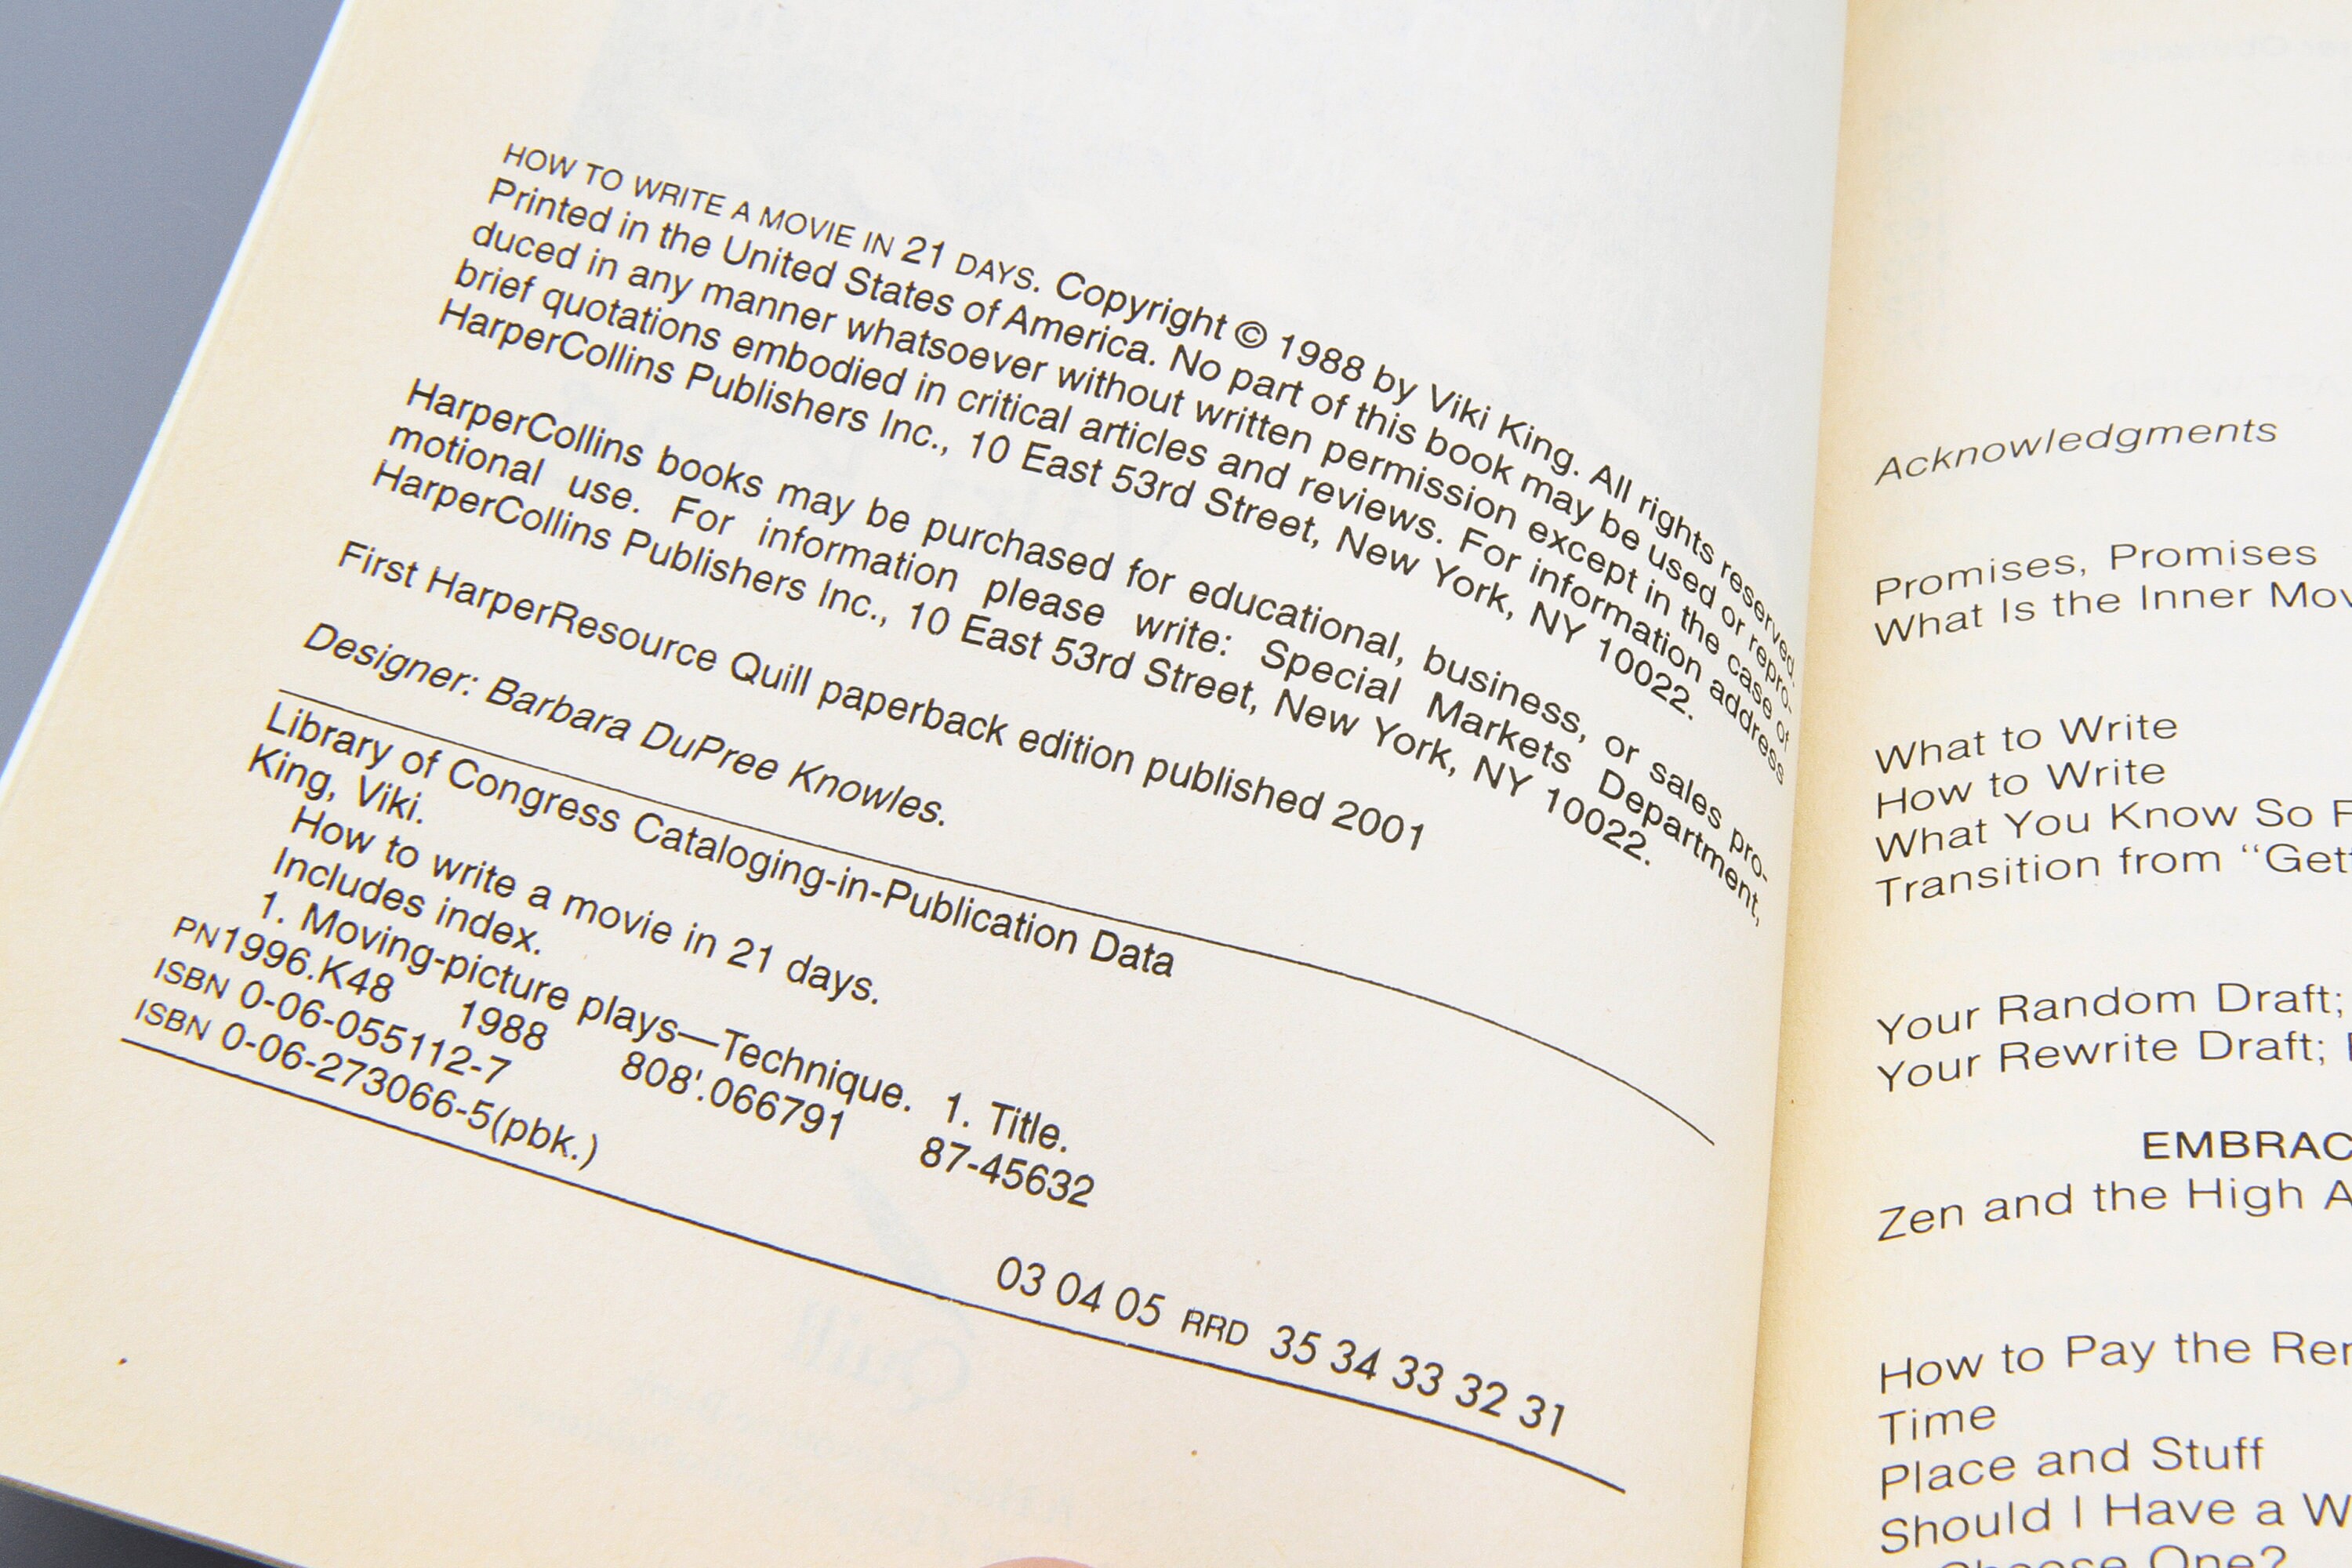 HOW TO WRITE A MOVIE IN 21 DAYS. Copyright © 1988 by Viki King. All rights reserved.
Printed in the United States of America. No part of this book may be used or repro-
duced in any manner whatsoever without written permission except in the case of
brief quotations embodied in critical articles and reviews. For information address
HarperCollins Publishers Inc., 10 East 53rd Street, New York, NY 10022.
HarperCollins books may be purchased for educational, business, or sales pro-
motional use. For information please write: Special Markets Department,
HarperCollins Publishers Inc., 10 East 53rd Street, New York, NY 10022.
First HarperResource Quill paperback edition published 2001
Designer: Barbara DuPree Knowles.
Library of Congress Cataloging-in-Publication Data
King, Viki.
How to write a movie in 21 days.
Includes index.
1. Moving-picture plays—Technique. 1. Title.
PN1996.K48 1988 808'.066791 87-45632
ISBN 0-06-055112-7
ISBN 0-06-273066-5(pbk.)
03 04 05 RRD 35 34 33 32 31
Acknowledgments
Promises, Promises
What Is the Inner Mov
What to Write
How to Write
What You Know So F
Transition from “Gett
Your Random Draft;
Your Rewrite Draft;
EMBRAC
Zen and the High A
How to Pay the Ren
Time
Place and Stuff
Should I Have a W
Choose One?